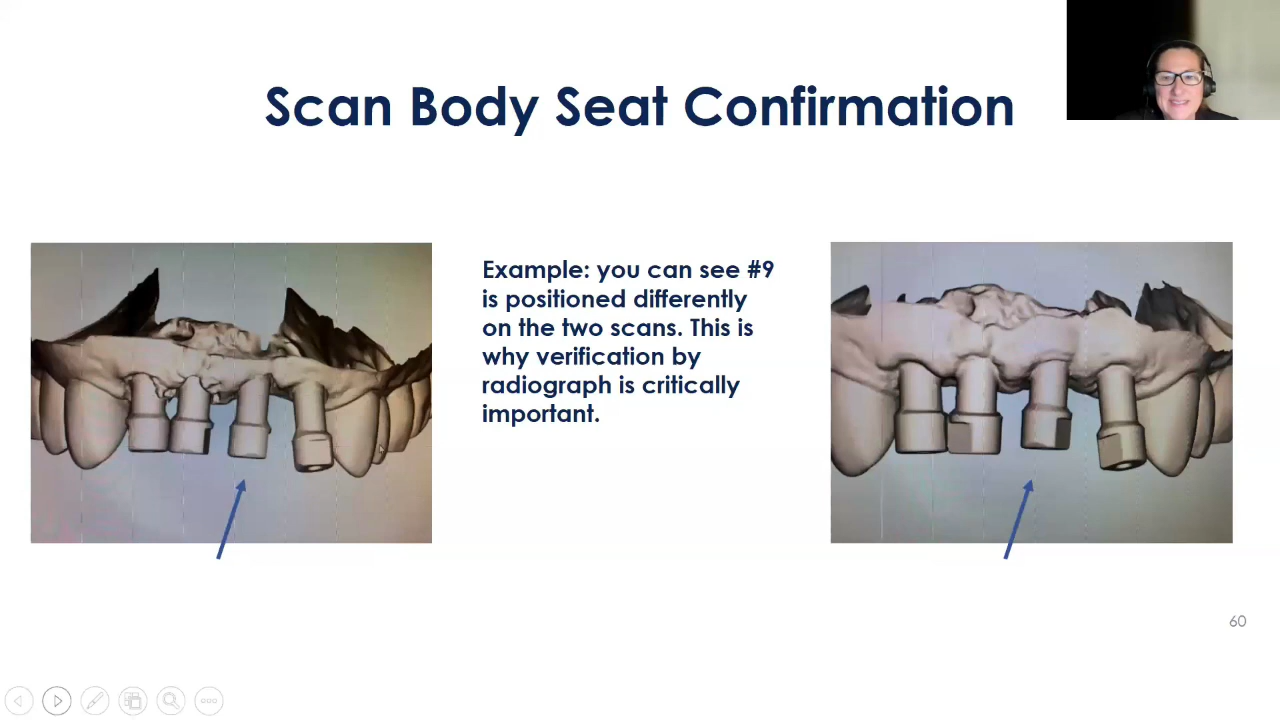 Scan Body Seat Confirmation
Example: you can see #9
is positioned differently
on the two scans. This is
why verification by
radiograph is critically
important.
60